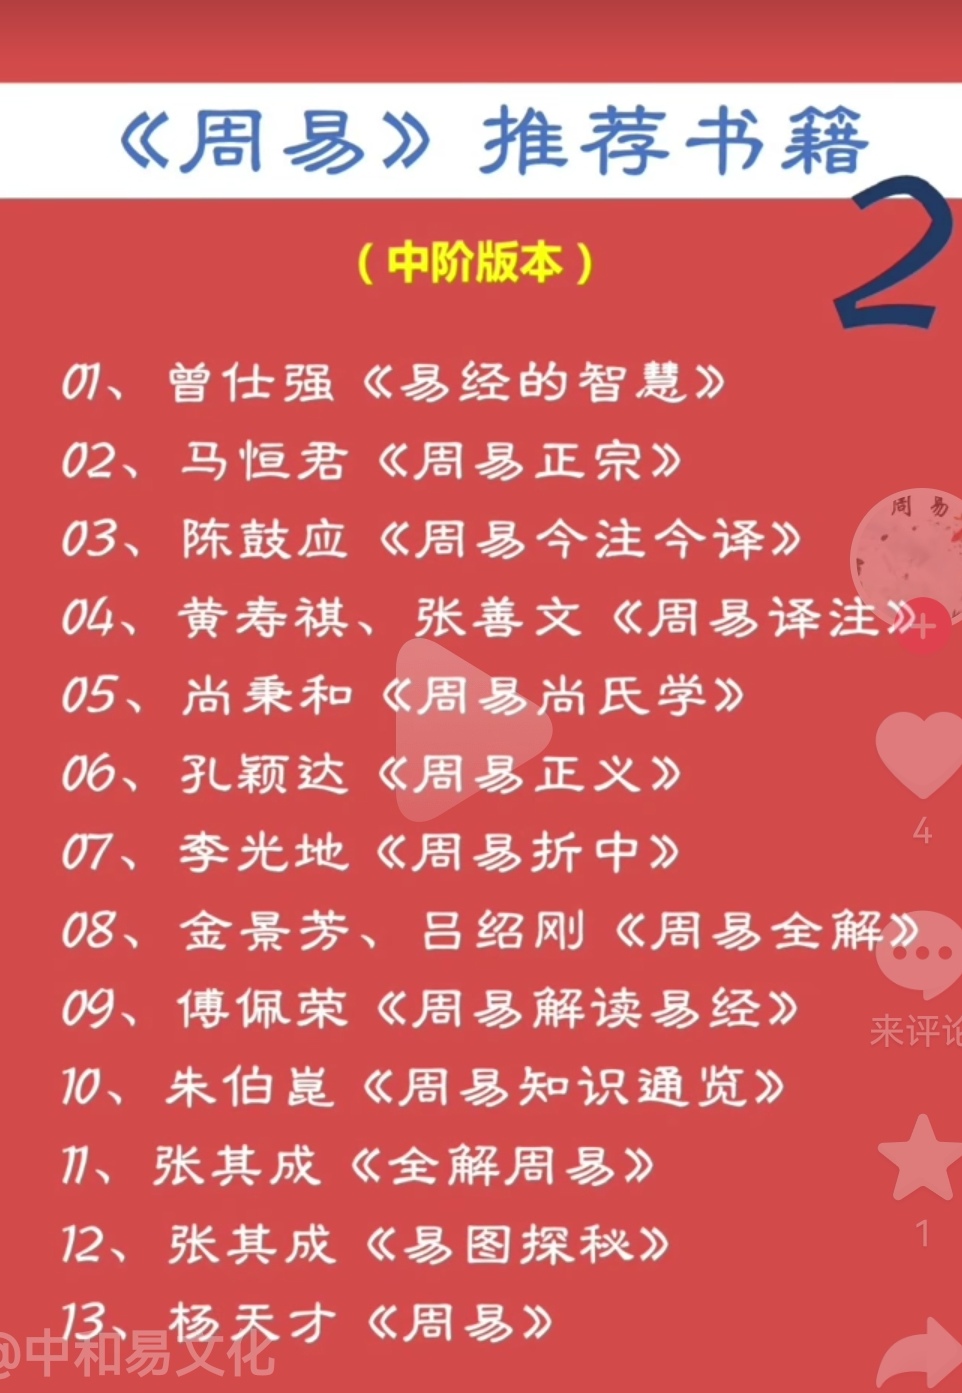 《周易》推荐书籍
2
（中阶版本）
01、曾仕强《易经的智慧》
02、马恒君《周易正宗》
03、陈鼓应《周易今注今译》
周易
04、黄寿祺、张善文《周易译注》
05、尚秉和《周易尚氏学》
06、孔颖达《周易正义》
4
07、李光地《周易折中》
08、金景芳、吕绍刚《周易全解》
09、傅佩荣《周易解读易经》
来评论
10、朱伯崑《周易知识通览》
11、张其成《全解周易》
12、张其成《易图探秘》
1
13、杨天才《周易》
@中和易文化